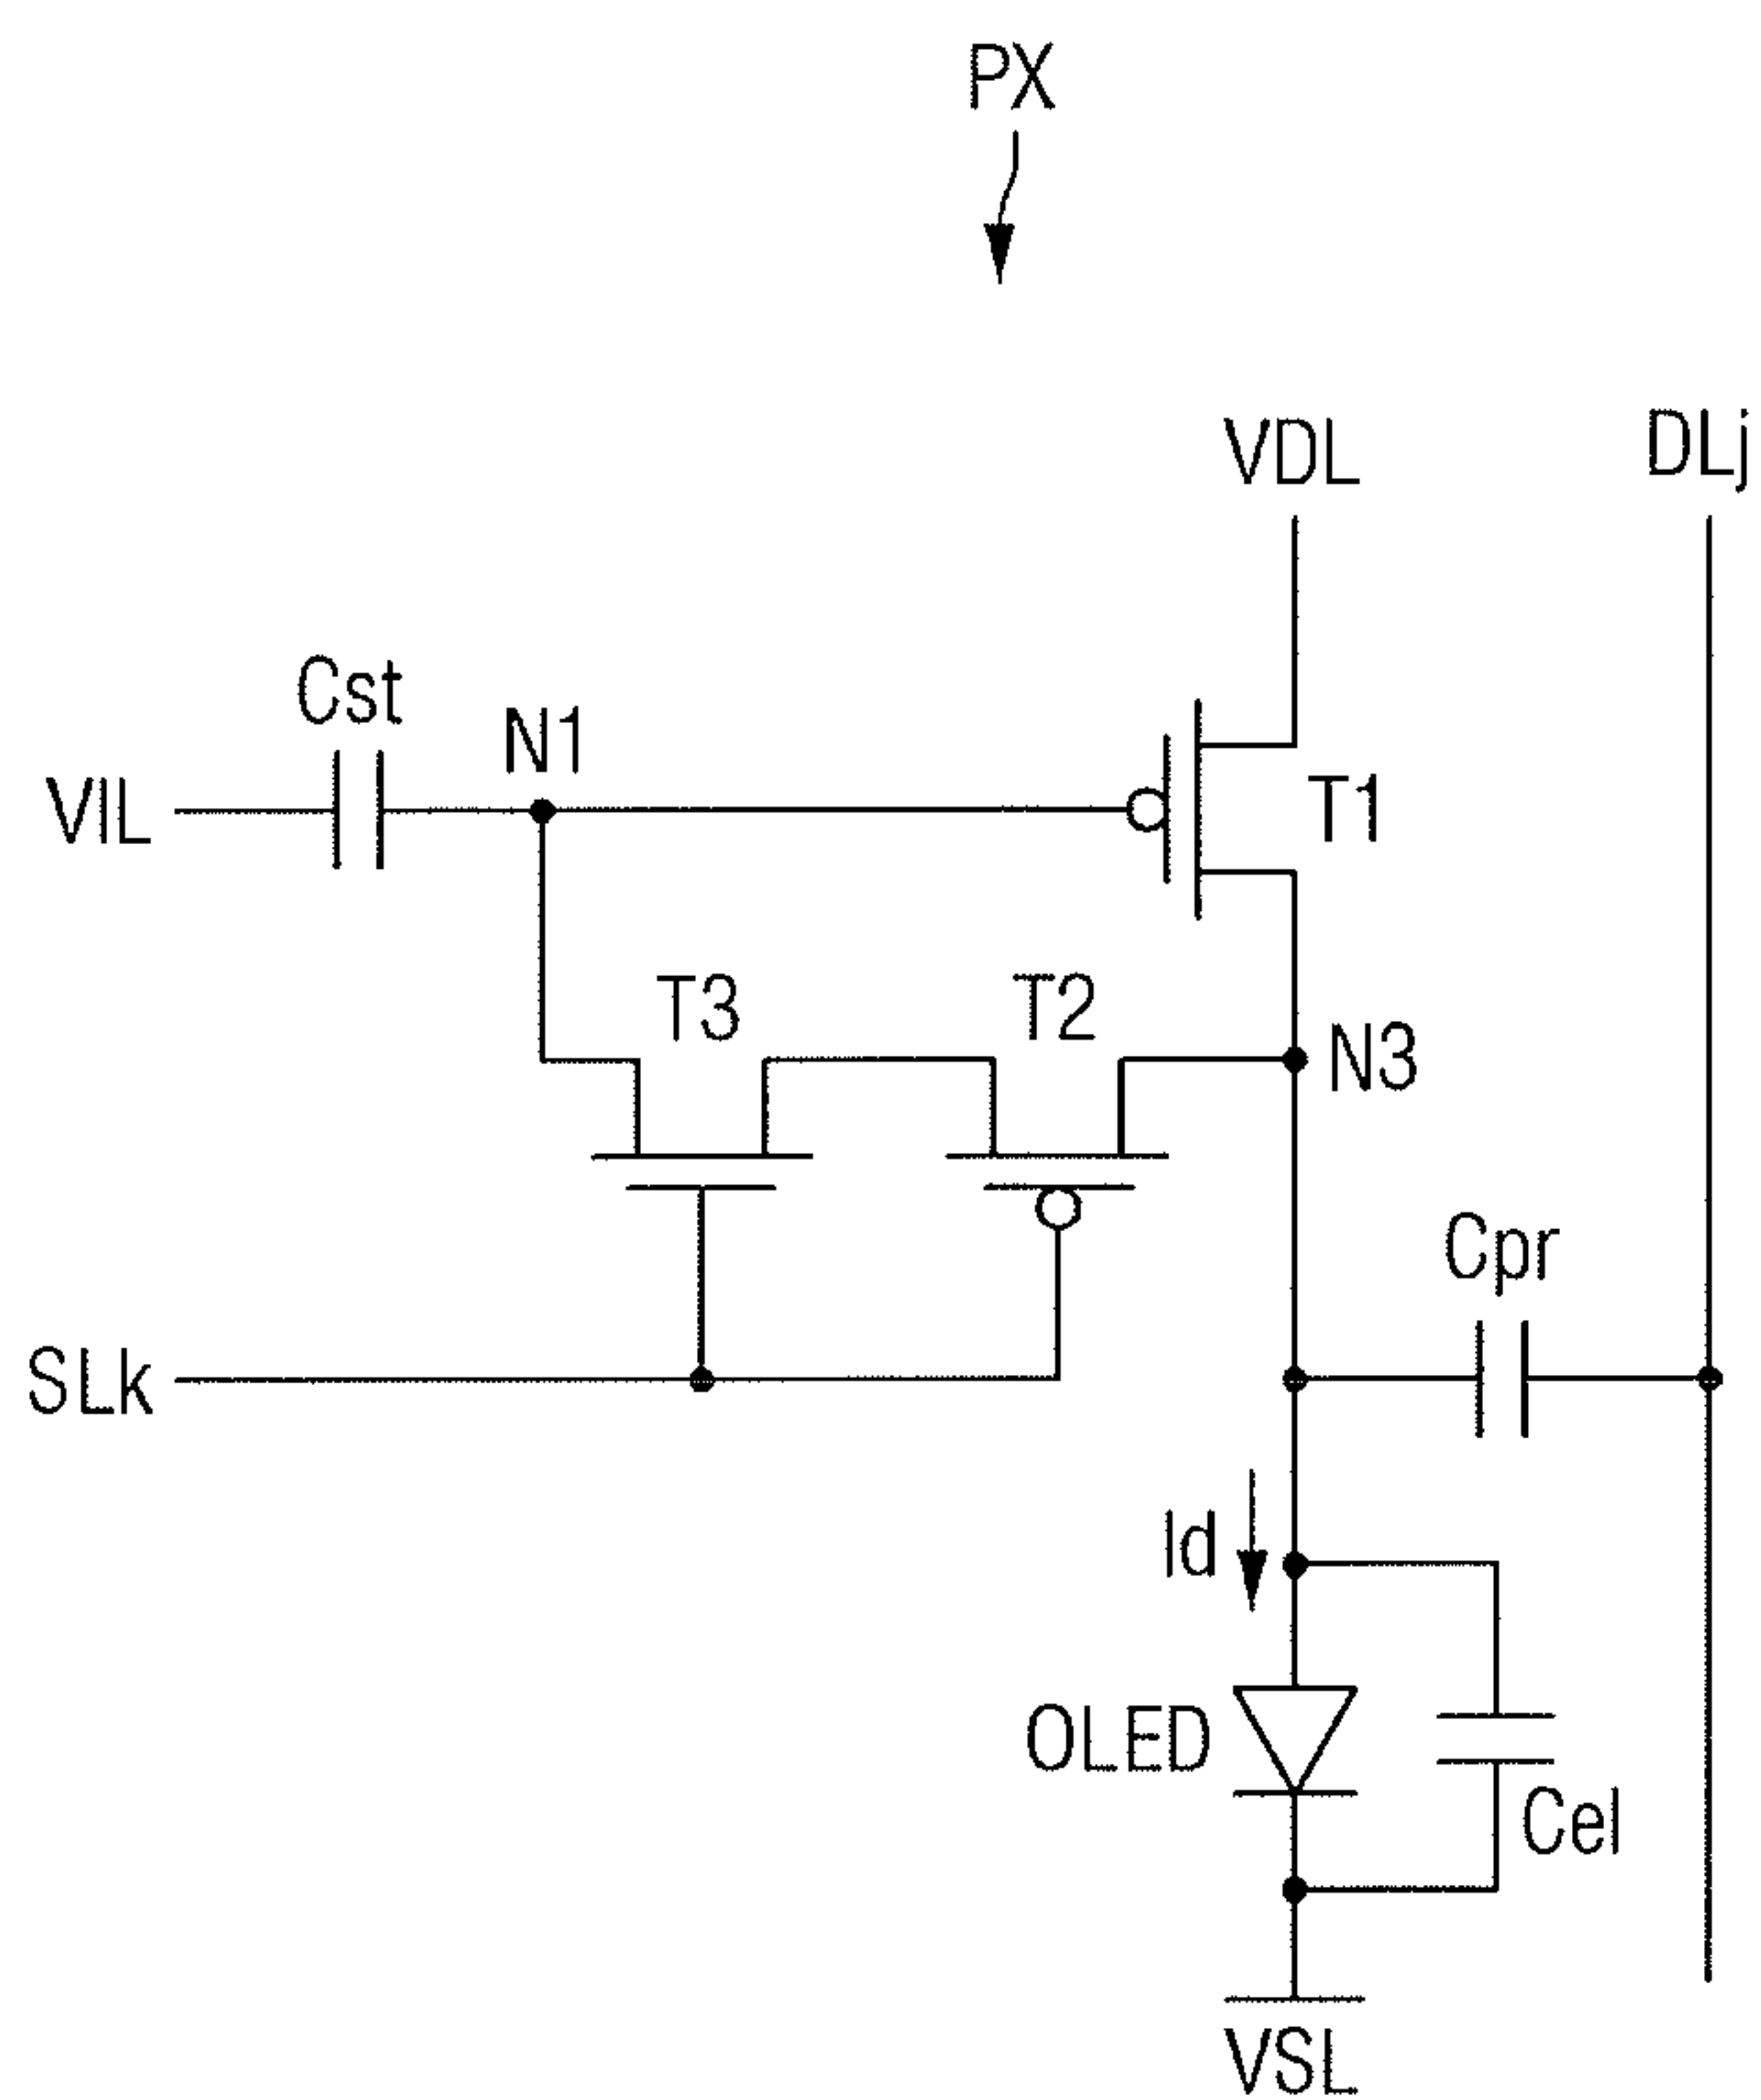 PX
VDL
DLj
Cst
N1
VIL
T1
T3
T2
N3
Cpr
SLk
Id
OLED
Cel
VSL